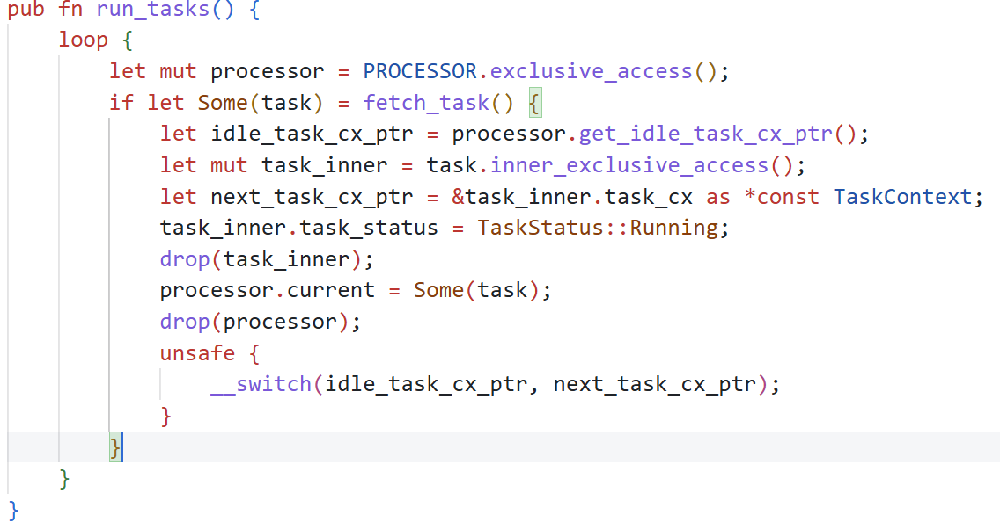 pub fn run_tasks() {
    loop {
        let mut processor = PROCESSOR.exclusive_access();
        if let Some(task) = fetch_task() {
            let idle_task_cx_ptr = processor.get_idle_task_cx_ptr();
            let mut task_inner = task.inner_exclusive_access();
            let next_task_cx_ptr = &task_inner.task_cx as *const TaskContext;
            task_inner.task_status = TaskStatus::Running;
            drop(task_inner);
            processor.current = Some(task);
            drop(processor);
            unsafe {
                __switch(idle_task_cx_ptr, next_task_cx_ptr);
            }
        }
    }
}